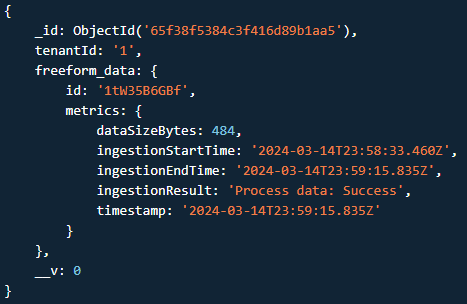 {
    _id: ObjectId('65f38f5384c3f416d89b1aa5'),
    tenantId: '1',
    freeform_data: {
        id: '1tW35B6GBf',
        metrics: {
            dataSizeBytes: 484,
            ingestionStartTime: '2024-03-14T23:58:33.460Z',
            ingestionEndTime: '2024-03-14T23:59:15.835Z',
            ingestionResult: 'Process data: Success',
            timestamp: '2024-03-14T23:59:15.835Z'
        }
    },
    __v: 0
}